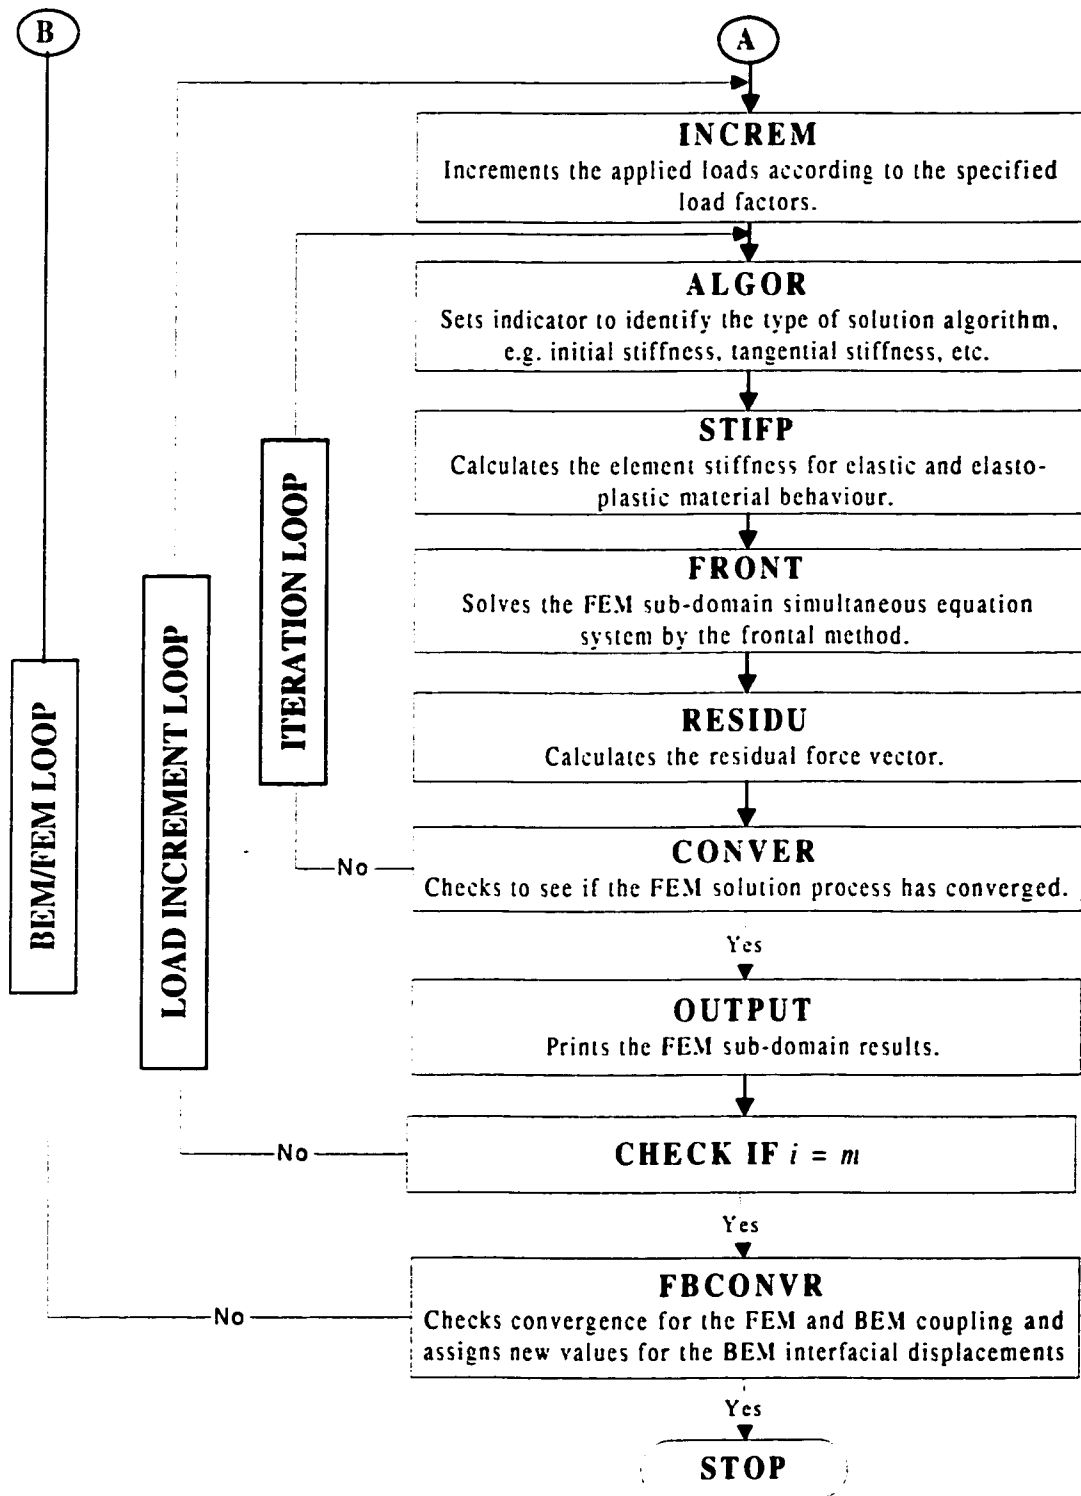 B
A
INCREM
Increments the applied loads according to the specified
load factors.
ALGOR
Sets indicator to identify the type of solution algorithm,
e.g. initial stiffness, tangential stiffness, etc.
STIFP
Calculates the element stiffness for elastic and elasto-
plastic material behaviour.
FRONT
Solves the FEM sub-domain simultaneous equation
system by the frontal method.
RESIDU
Calculates the residual force vector.
CONVER
Checks to see if the FEM solution process has converged.
No
Yes
OUTPUT
Prints the FEM sub-domain results.
CHECK IF i = m
No
Yes
FBCONVR
Checks convergence for the FEM and BEM coupling and
assigns new values for the BEM interfacial displacements
No
Yes
STOP
BEM/FEM LOOP
LOAD INCREMENT LOOP
ITERATION LOOP